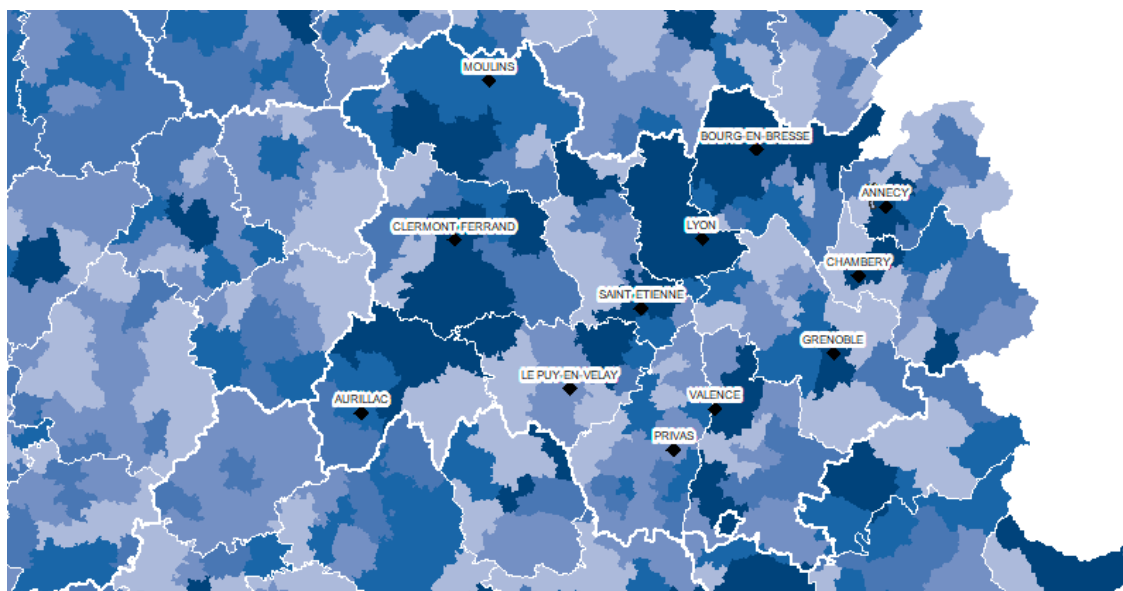 MOULINS
BOURG-EN-BRESSE
ANNECY
CLERMONT-FERRAND
LYON
CHAMBERY
SAINT-ETIENNE
GRENOBLE
LE PUY-EN-VELAY
AURILLAC
VALENCE
PRIVAS